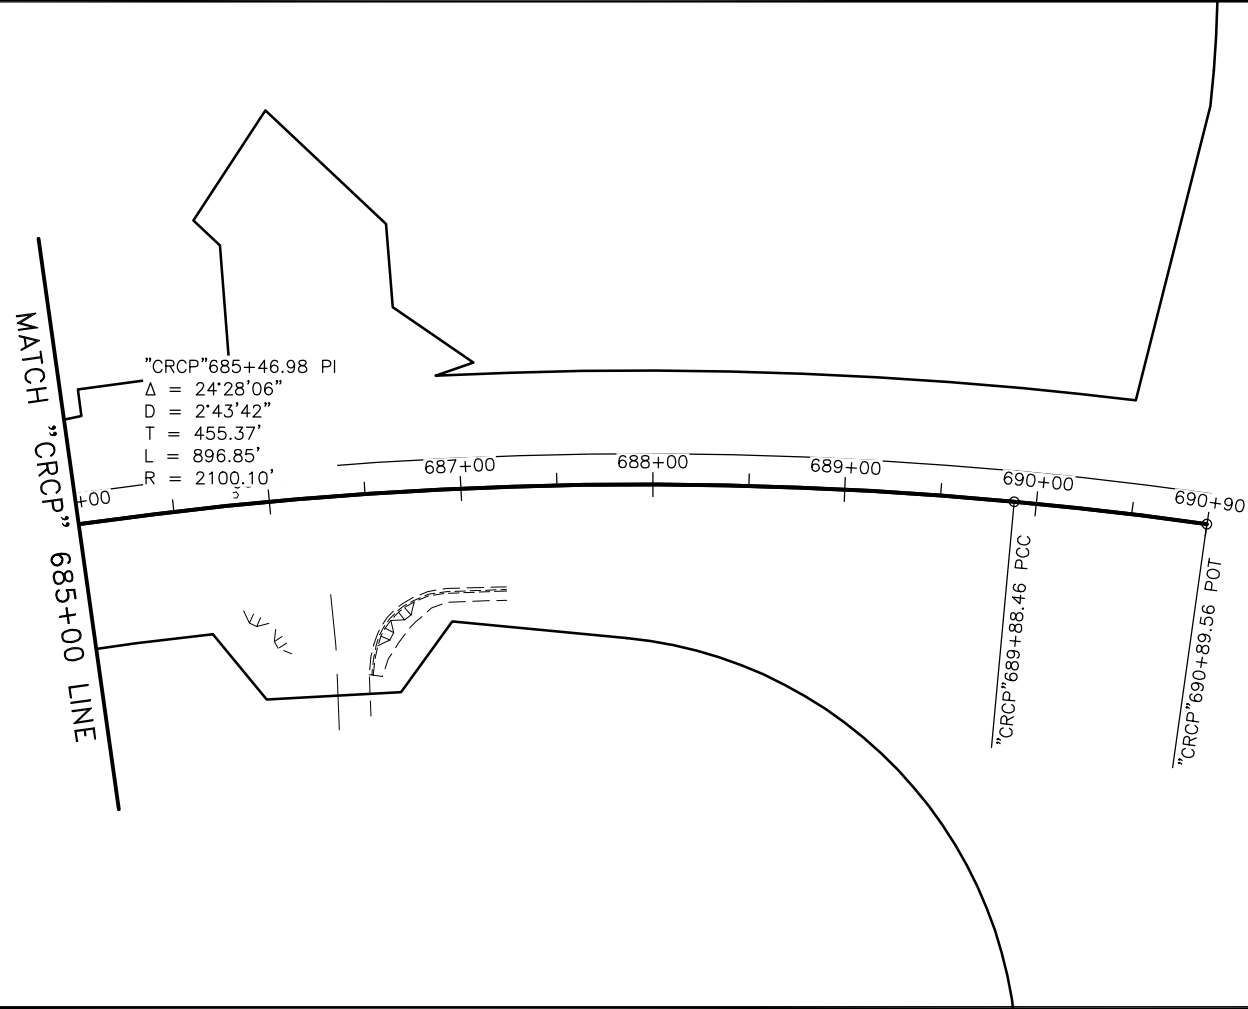 MATCH "CRCP" 685+00 LINE
"CRCP"685+46.98 PI
Δ = 24°28'06"
D = 2°43'42"
T = 455.37'
L = 896.85'
R = 2100.10'
+00
687+00
688+00
689+00
690+00
690+90
"CRCP"689+88.46 PCC
"CRCP"690+89.56 POT